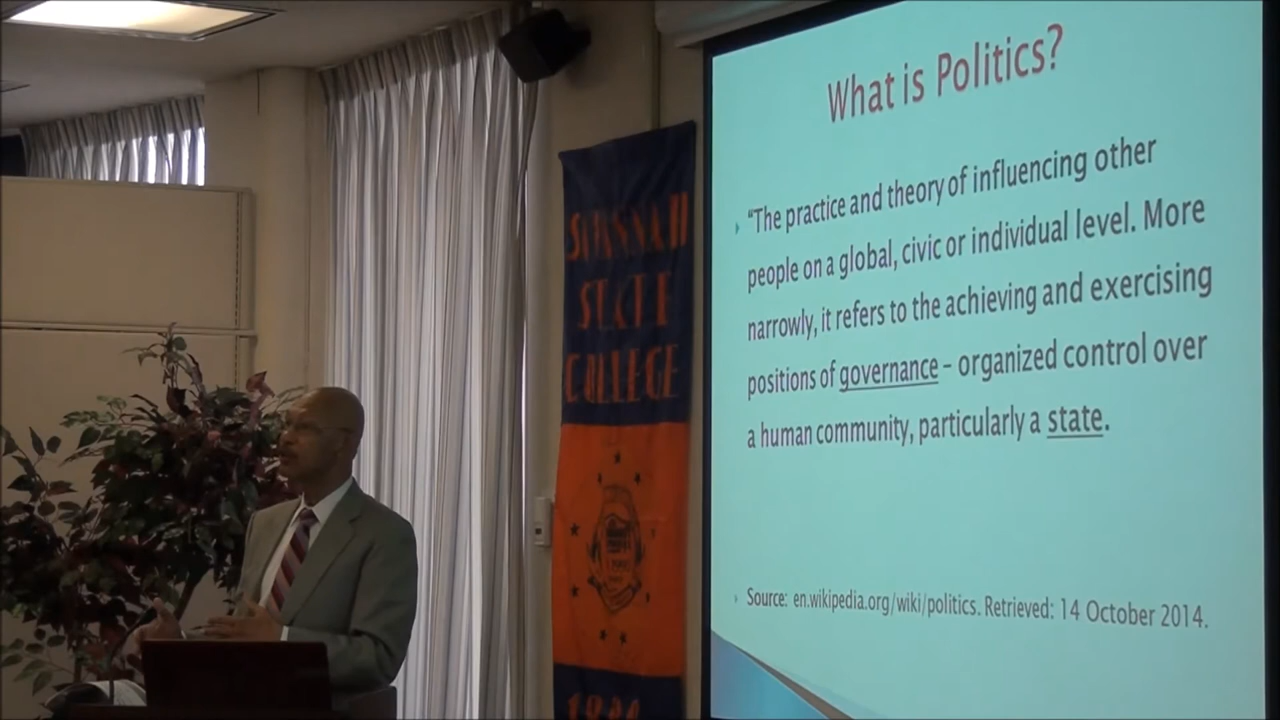 What is Politics?
“The practice and theory of influencing other
people on a global, civic or individual level. More
narrowly, it refers to the achieving and exercising
positions of governance – organized control over
a human community, particularly a state.
Source: en.wikipedia.org/wiki/politics. Retrieved: 14 October 2014.
SAVANNAH
STATE
COLLEGE